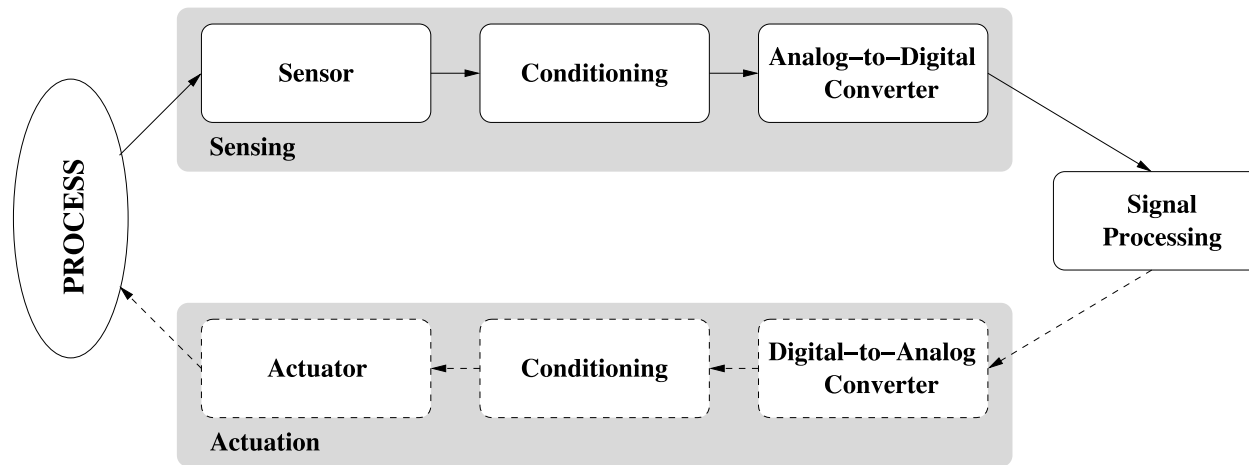 Sensor
Conditioning
Analog–to–Digital
Converter
Sensing
PROCESS
Signal
Processing
Actuator
Conditioning
Digital–to–Analog
Converter
Actuation